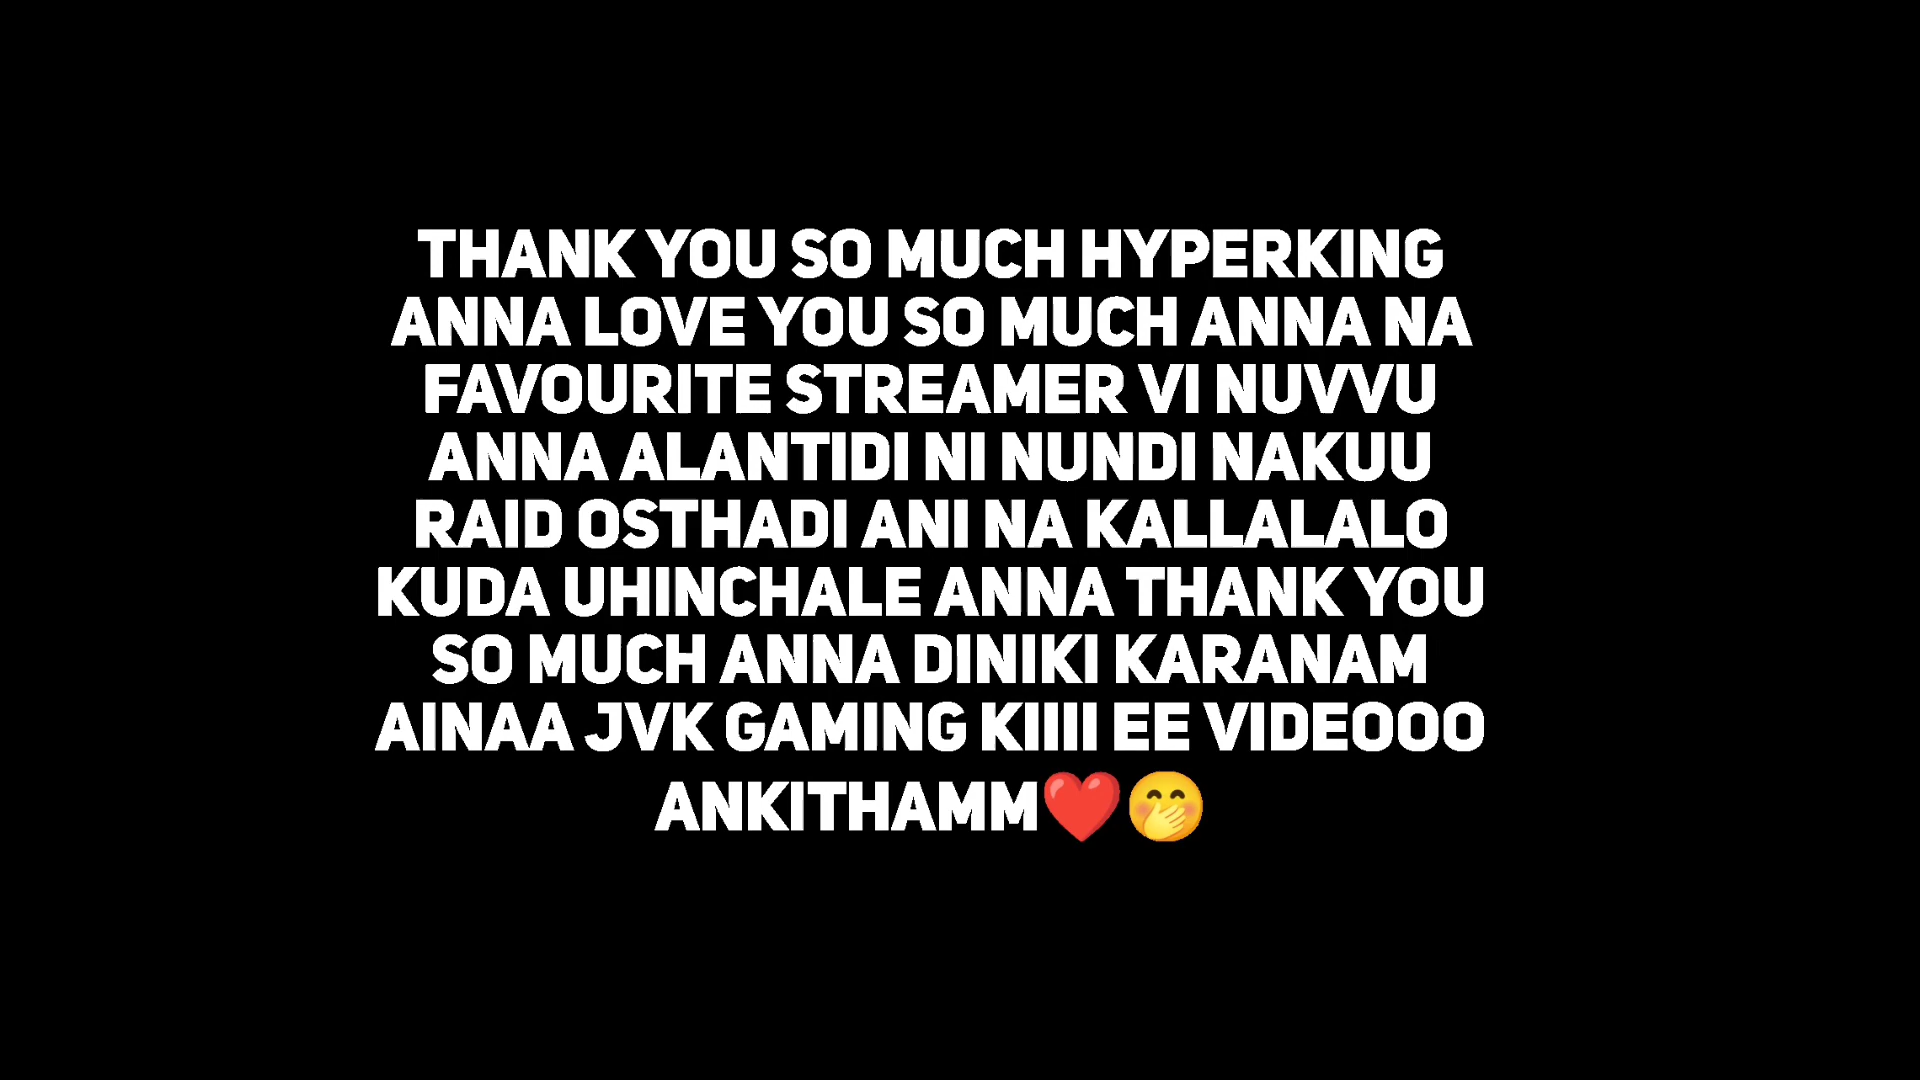 THANK YOU SO MUCH HYPERKING
ANNA LOVE YOU SO MUCH ANNA NA
FAVOURITE STREAMER VI NUVVU
ANNA ALANTIDI NI NUNDI NAKUU
RAID OSTHADI ANI NA KALLALALO
KUDA UHINCHALE ANNA THANK YOU
SO MUCH ANNA DINIKI KARANAM
AINAA JVK GAMING KIIII EE VIDEOOO
ANKITHAMM❤️🤭